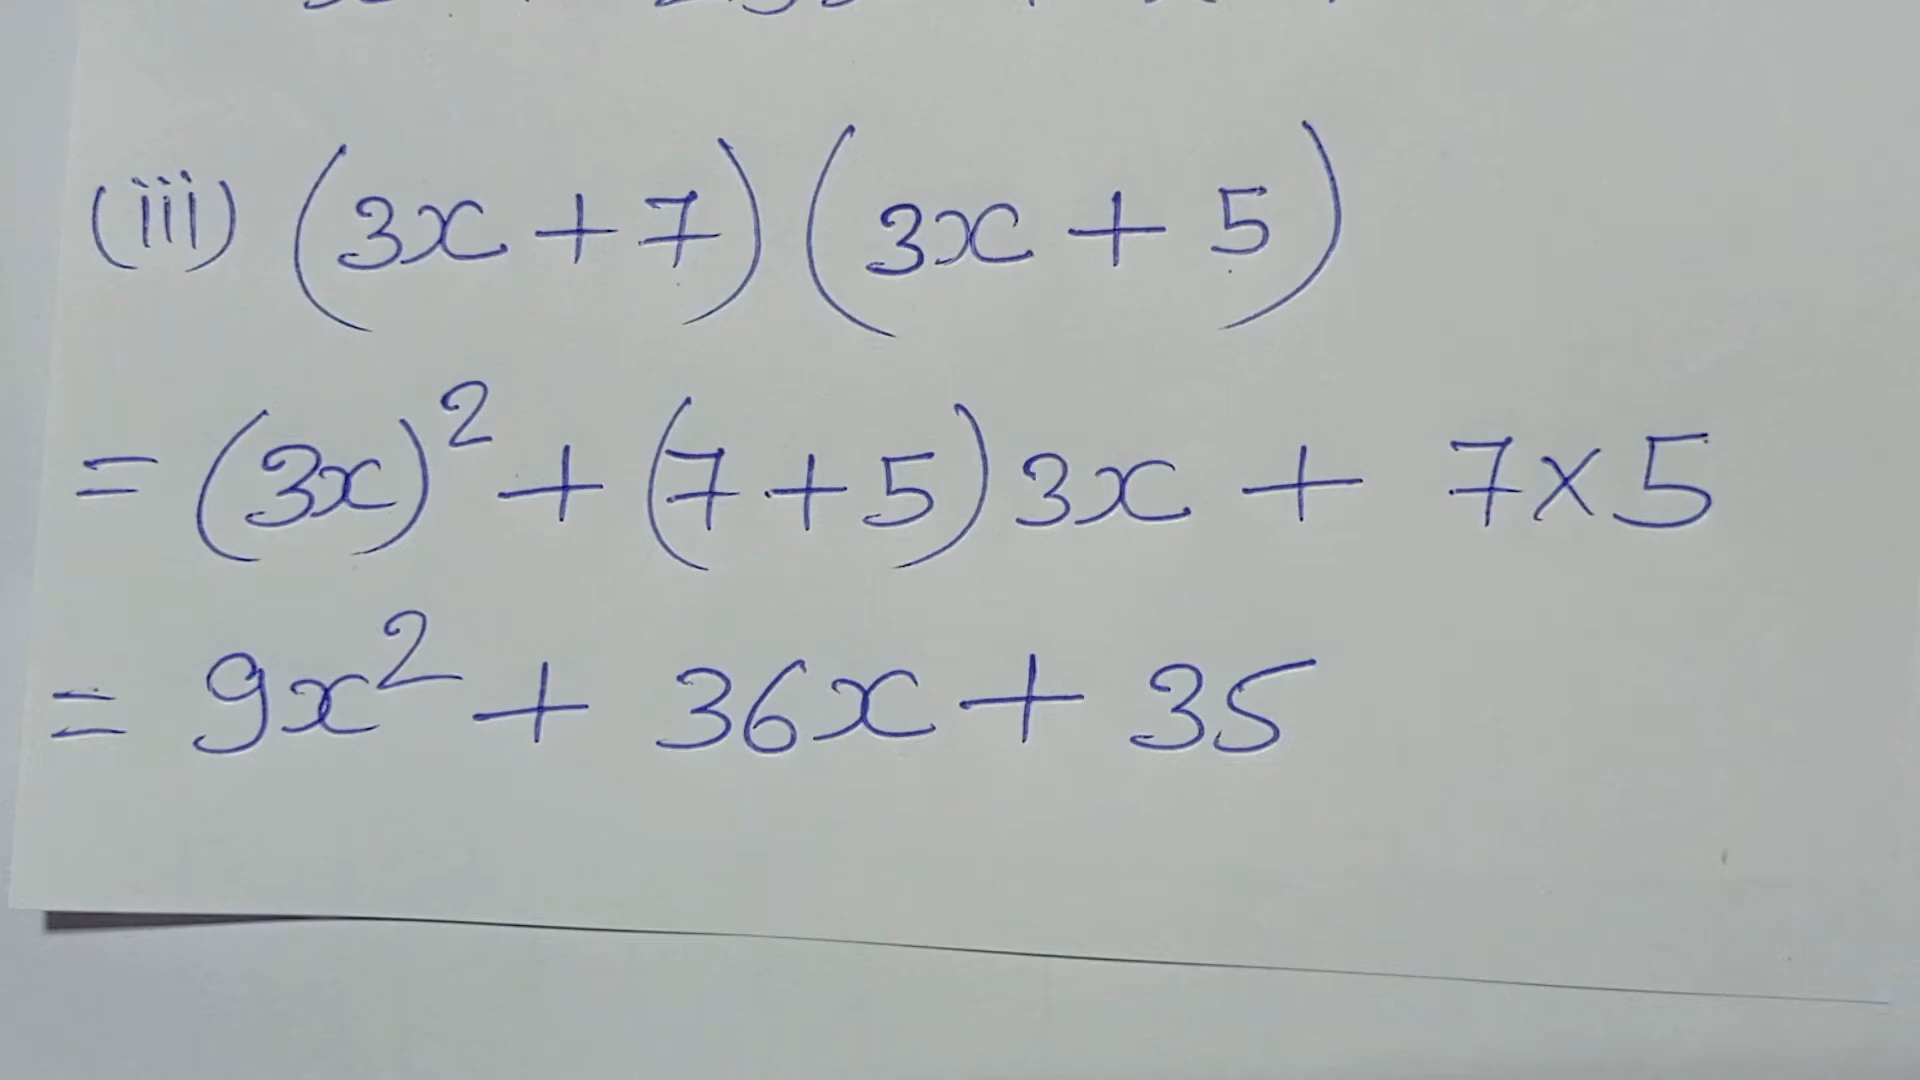 (iii) (3x + 7) (3x + 5)
= (3x)² + (7 + 5) 3x + 7 × 5
= 9x² + 36x + 35